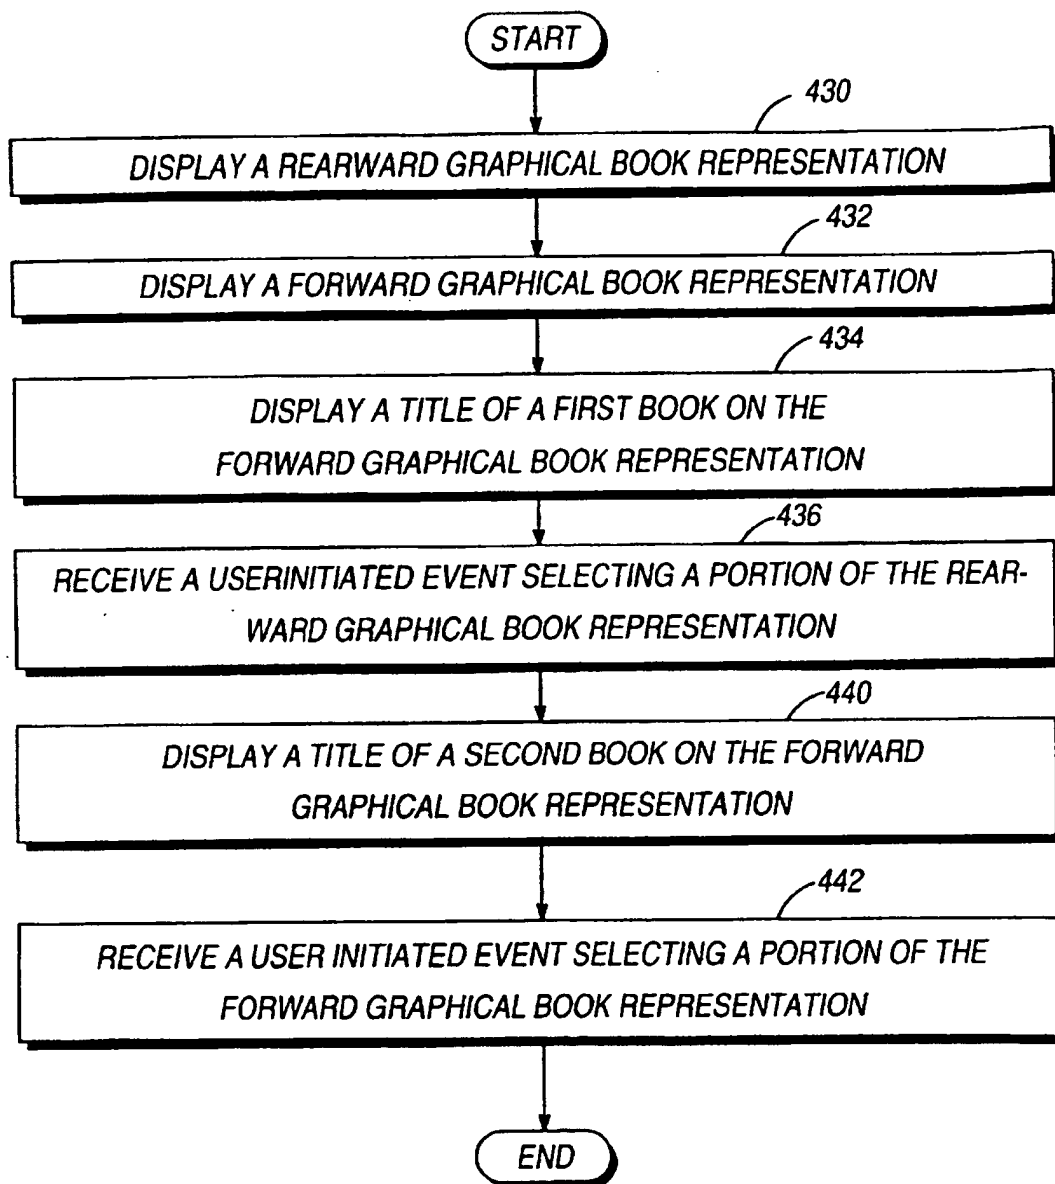 START
430
DISPLAY A REARWARD GRAPHICAL BOOK REPRESENTATION
432
DISPLAY A FORWARD GRAPHICAL BOOK REPRESENTATION
434
DISPLAY A TITLE OF A FIRST BOOK ON THE
FORWARD GRAPHICAL BOOK REPRESENTATION
436
RECEIVE A USERINITIATED EVENT SELECTING A PORTION OF THE REAR-
WARD GRAPHICAL BOOK REPRESENTATION
440
DISPLAY A TITLE OF A SECOND BOOK ON THE FORWARD
GRAPHICAL BOOK REPRESENTATION
442
RECEIVE A USER INITIATED EVENT SELECTING A PORTION OF THE
FORWARD GRAPHICAL BOOK REPRESENTATION
END